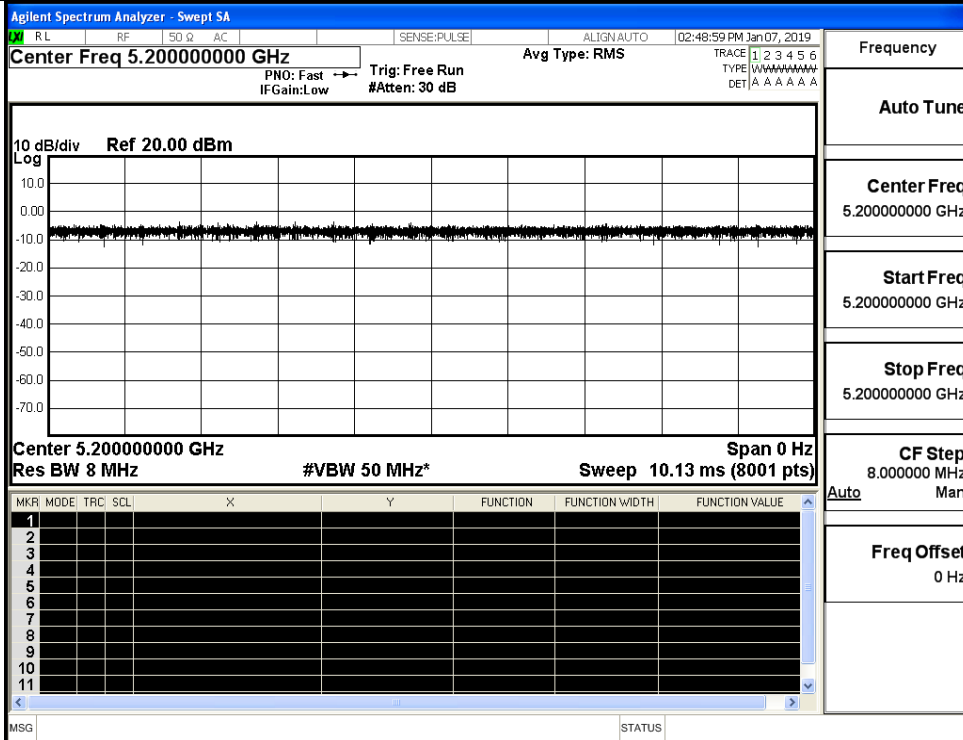 Agilent Spectrum Analyzer - Swept SA
LXI RL RF 50 Ω AC SENSE:PULSE ALIGN AUTO 02:48:59 PM Jan 07, 2019
Center Freq 5.200000000 GHz
Avg Type: RMS
TRACE 1 2 3 4 5 6
PNO: Fast
Trig: Free Run
TYPE
IFGain:Low
#Atten: 30 dB
DET A A A A A A
10 dB/div Ref 20.00 dBm
Log
10.0
0.00
-10.0
-20.0
-30.0
-40.0
-50.0
-60.0
-70.0
Center 5.200000000 GHz Span 0 Hz
Res BW 8 MHz #VBW 50 MHz* Sweep 10.13 ms (8001 pts)
MKR MODE TRC SCL X Y FUNCTION FUNCTION WIDTH FUNCTION VALUE
1
2
3
4
5
6
7
8
9
10
11
MSG STATUS
Frequency
Auto Tune
Center Freq
5.200000000 GHz
Start Freq
5.200000000 GHz
Stop Freq
5.200000000 GHz
CF Step
8.000000 MHz
Auto Man
Freq Offset
0 Hz